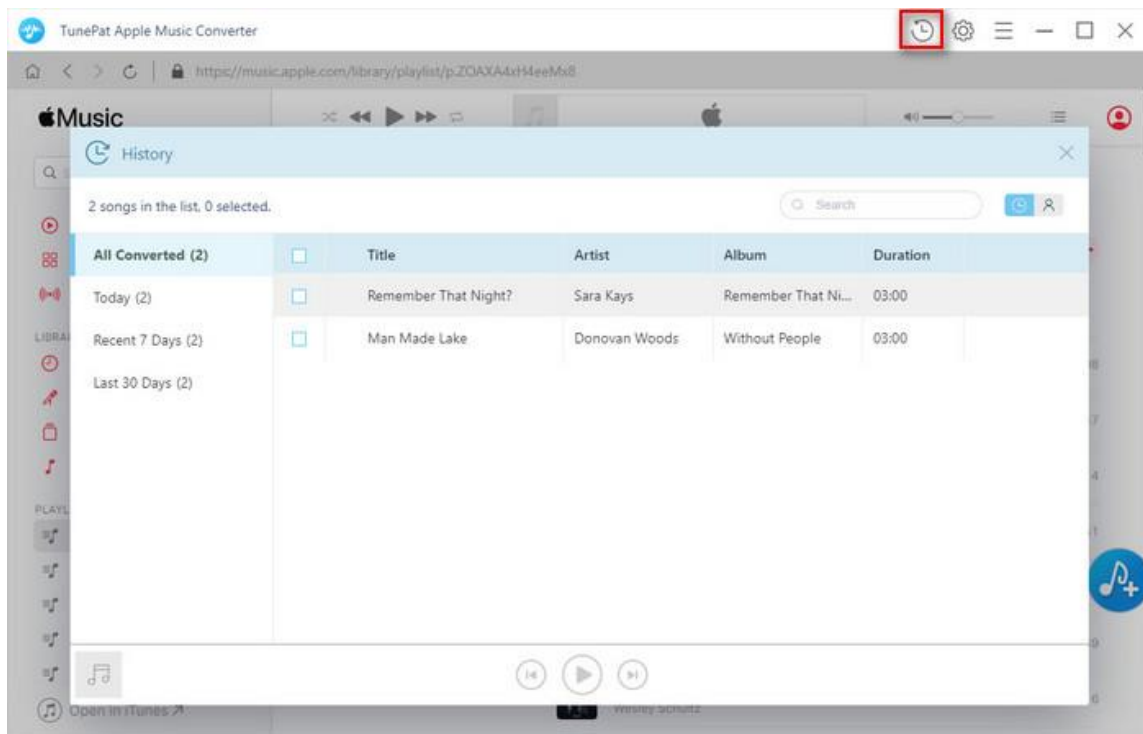 TunePat Apple Music Converter
https://music.apple.com/library/playlist/p.ZOAXA4xH4eeMx8
Music
History
2 songs in the list, 0 selected.
Search
All Converted (2)
Title Artist Album Duration
Today (2)
Remember That Night? Sara Kays Remember That Ni... 03:00
Recent 7 Days (2)
Man Made Lake Donovan Woods Without People 03:00
Last 30 Days (2)
Open in iTunes
Wesley Schultz